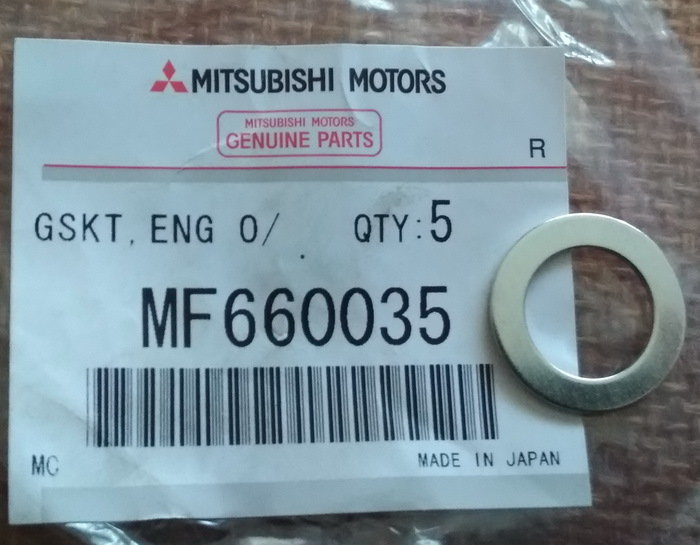 MITSUBISHI MOTORS
MITSUBISHI MOTORS
GENUINE PARTS
R
GSKT, ENG O/ QTY:5
MF660035
MC MADE IN JAPAN